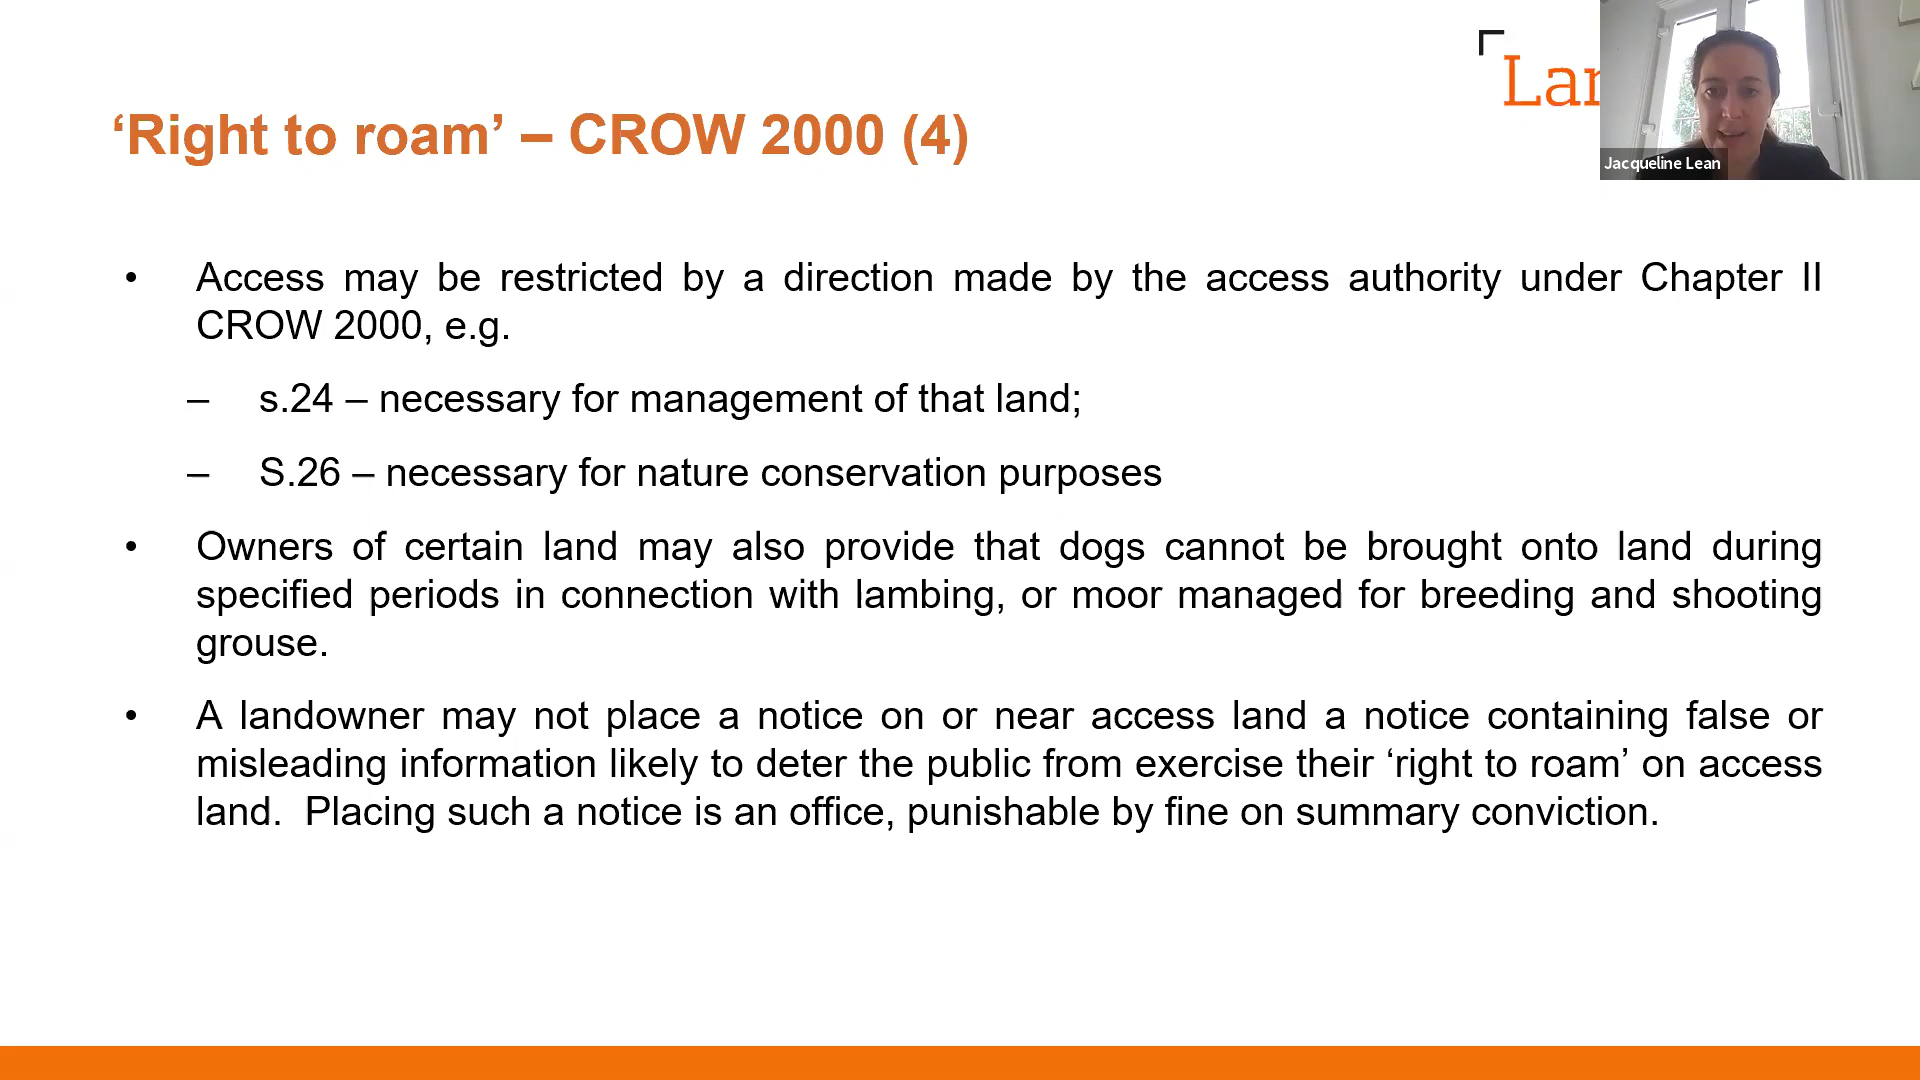 Lan
Jacqueline Lean
‘Right to roam’ – CROW 2000 (4)
• Access may be restricted by a direction made by the access authority under Chapter II
CROW 2000, e.g.
– s.24 – necessary for management of that land;
– S.26 – necessary for nature conservation purposes
• Owners of certain land may also provide that dogs cannot be brought onto land during
specified periods in connection with lambing, or moor managed for breeding and shooting
grouse.
• A landowner may not place a notice on or near access land a notice containing false or
misleading information likely to deter the public from exercise their ‘right to roam’ on access
land. Placing such a notice is an office, punishable by fine on summary conviction.